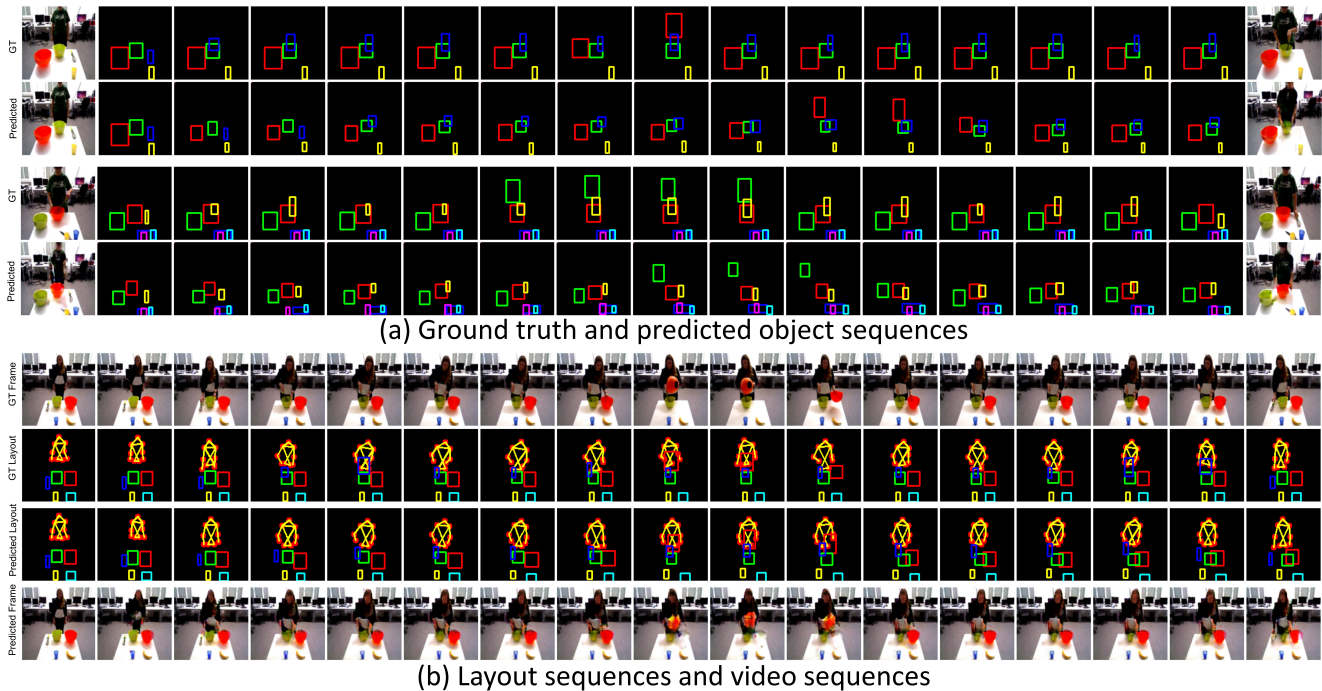 GT
Predicted
GT
Predicted
(a) Ground truth and predicted object sequences
GT Frame
GT Layout
Predicted Layout
Predicted Frame
(b) Layout sequences and video sequences